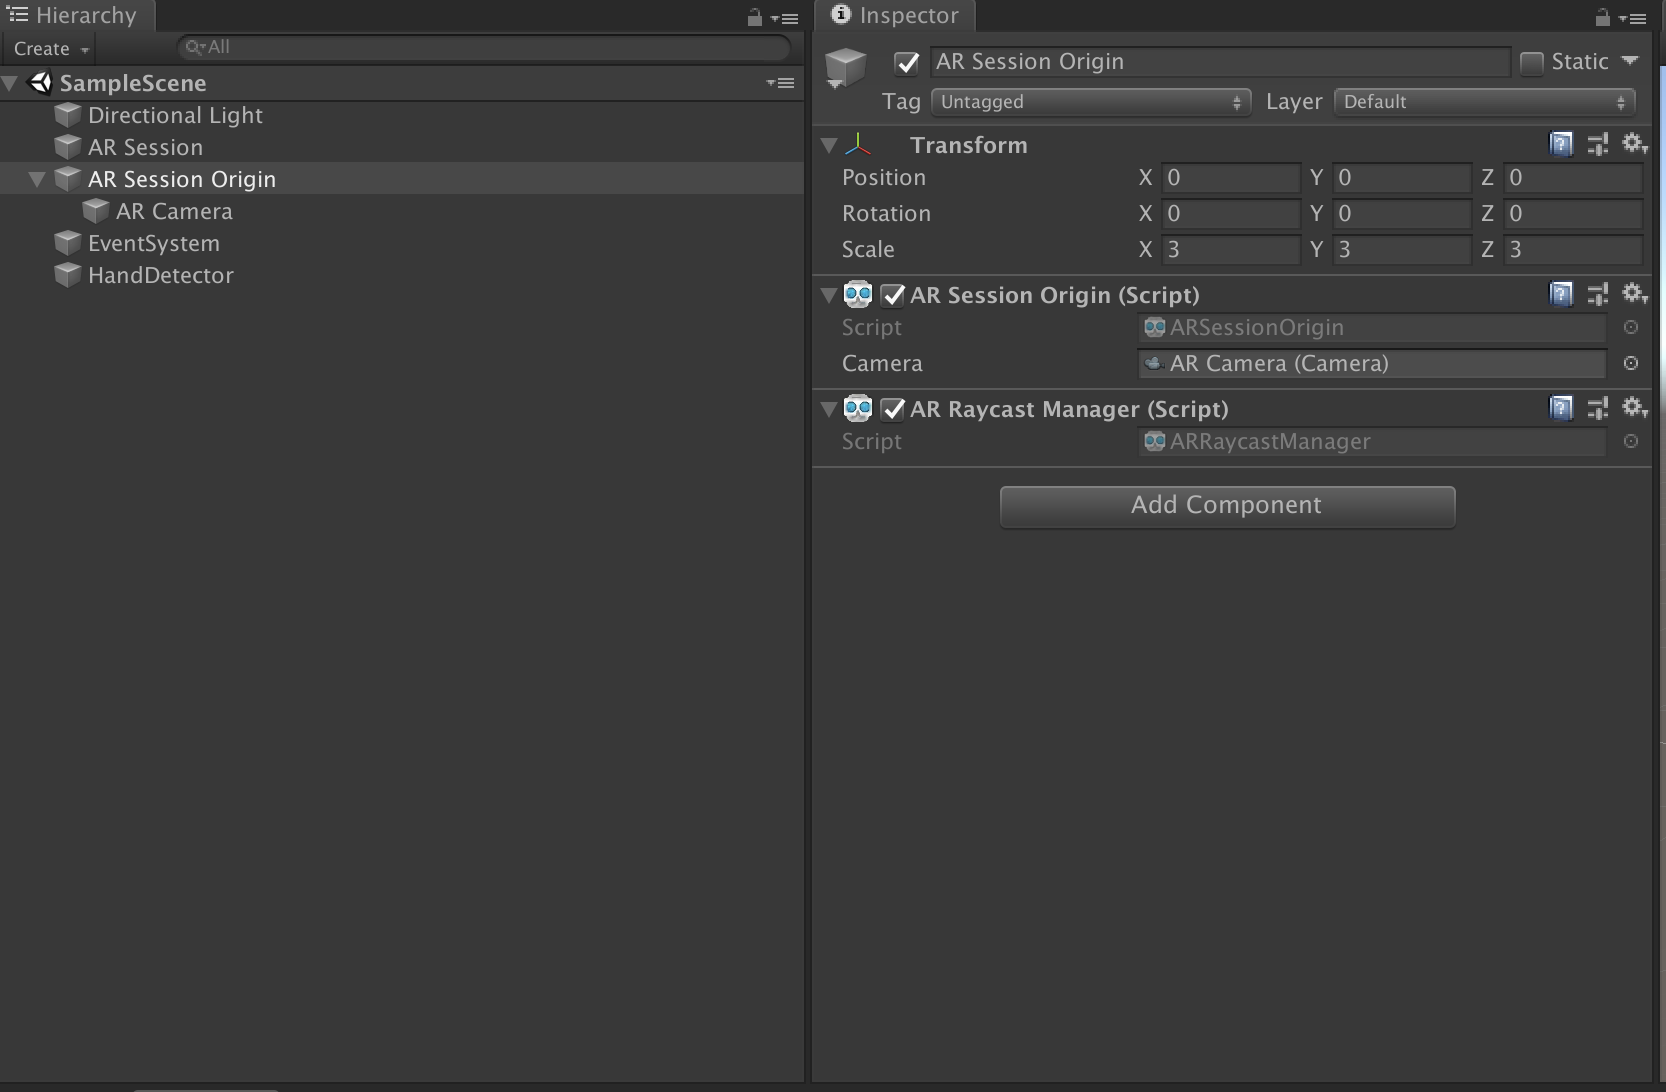 Hierarchy
Create
All
SampleScene
Directional Light
AR Session
AR Session Origin
AR Camera
EventSystem
HandDetector
Inspector
AR Session Origin
Static
Tag Untagged Layer Default
Transform
Position X 0 Y 0 Z 0
Rotation X 0 Y 0 Z 0
Scale X 3 Y 3 Z 3
AR Session Origin (Script)
Script ARSessionOrigin
Camera AR Camera (Camera)
AR Raycast Manager (Script)
Script ARRaycastManager
Add Component